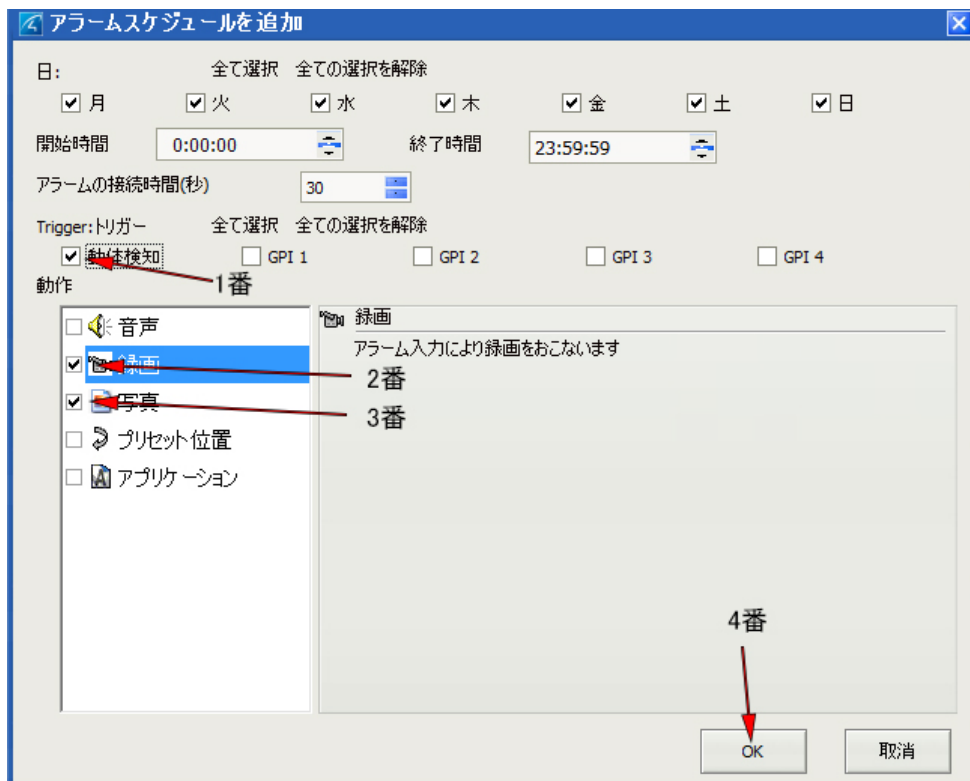 アラームスケジュールを追加
日: 全て選択 全ての選択を解除
月 火 水 木 金 土 日
開始時間 0:00:00 終了時間 23:59:59
アラームの接続時間(秒) 30
Trigger:トリガー 全て選択 全ての選択を解除
動体検知 GPI 1 GPI 2 GPI 3 GPI 4
1番
動作
音声
録画
写真
プリセット位置
アプリケーション
録画
アラーム入力により録画をおこないます
2番
3番
4番
OK 取消